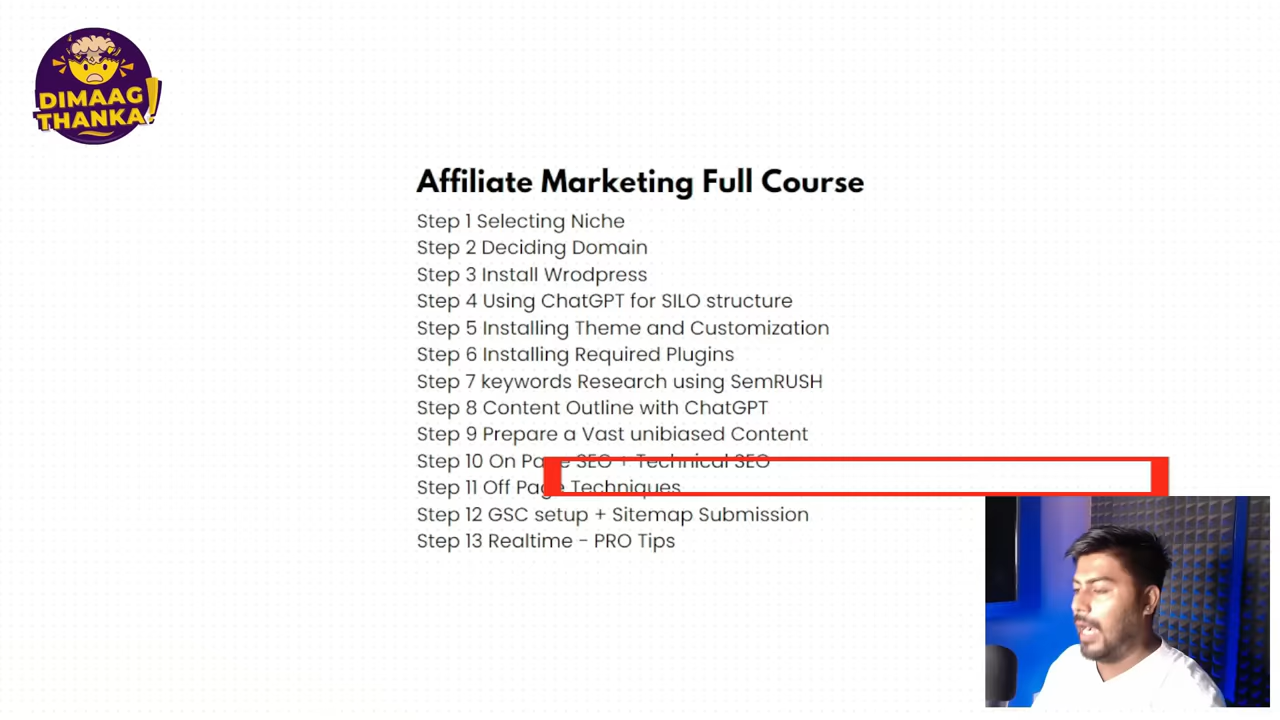 DIMAAG
THANKA!
Affiliate Marketing Full Course
Step 1 Selecting Niche
Step 2 Deciding Domain
Step 3 Install Wrodpress
Step 4 Using ChatGPT for SILO structure
Step 5 Installing Theme and Customization
Step 6 Installing Required Plugins
Step 7 keywords Research using SemRUSH
Step 8 Content Outline with ChatGPT
Step 9 Prepare a Vast unibiased Content
Step 10 On Page SEO + Technical SEO
Step 11 Off Page Techniques
Step 12 GSC setup + Sitemap Submission
Step 13 Realtime - PRO Tips